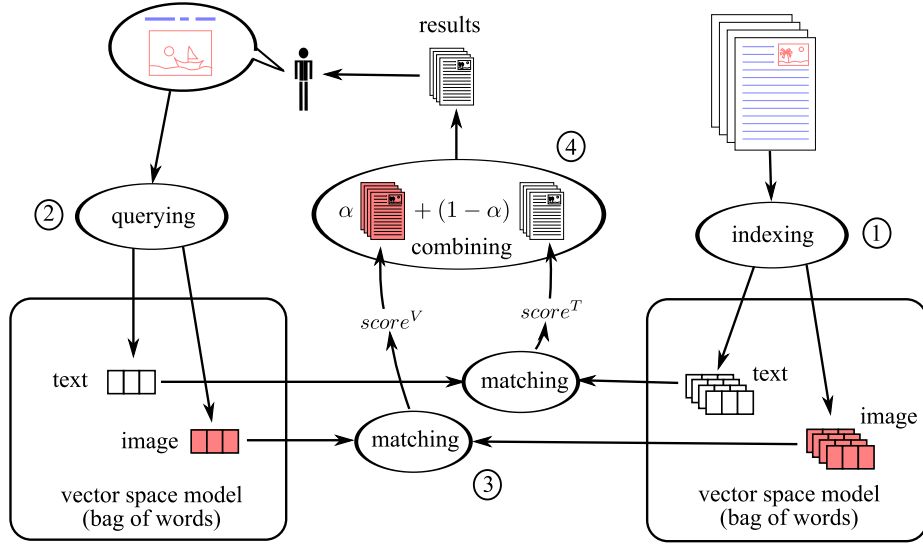 results
4
2
querying
α
+ (1 − α)
combining
indexing
1
score^V
score^T
text
matching
text
image
matching
image
3
vector space model
(bag of words)
vector space model
(bag of words)